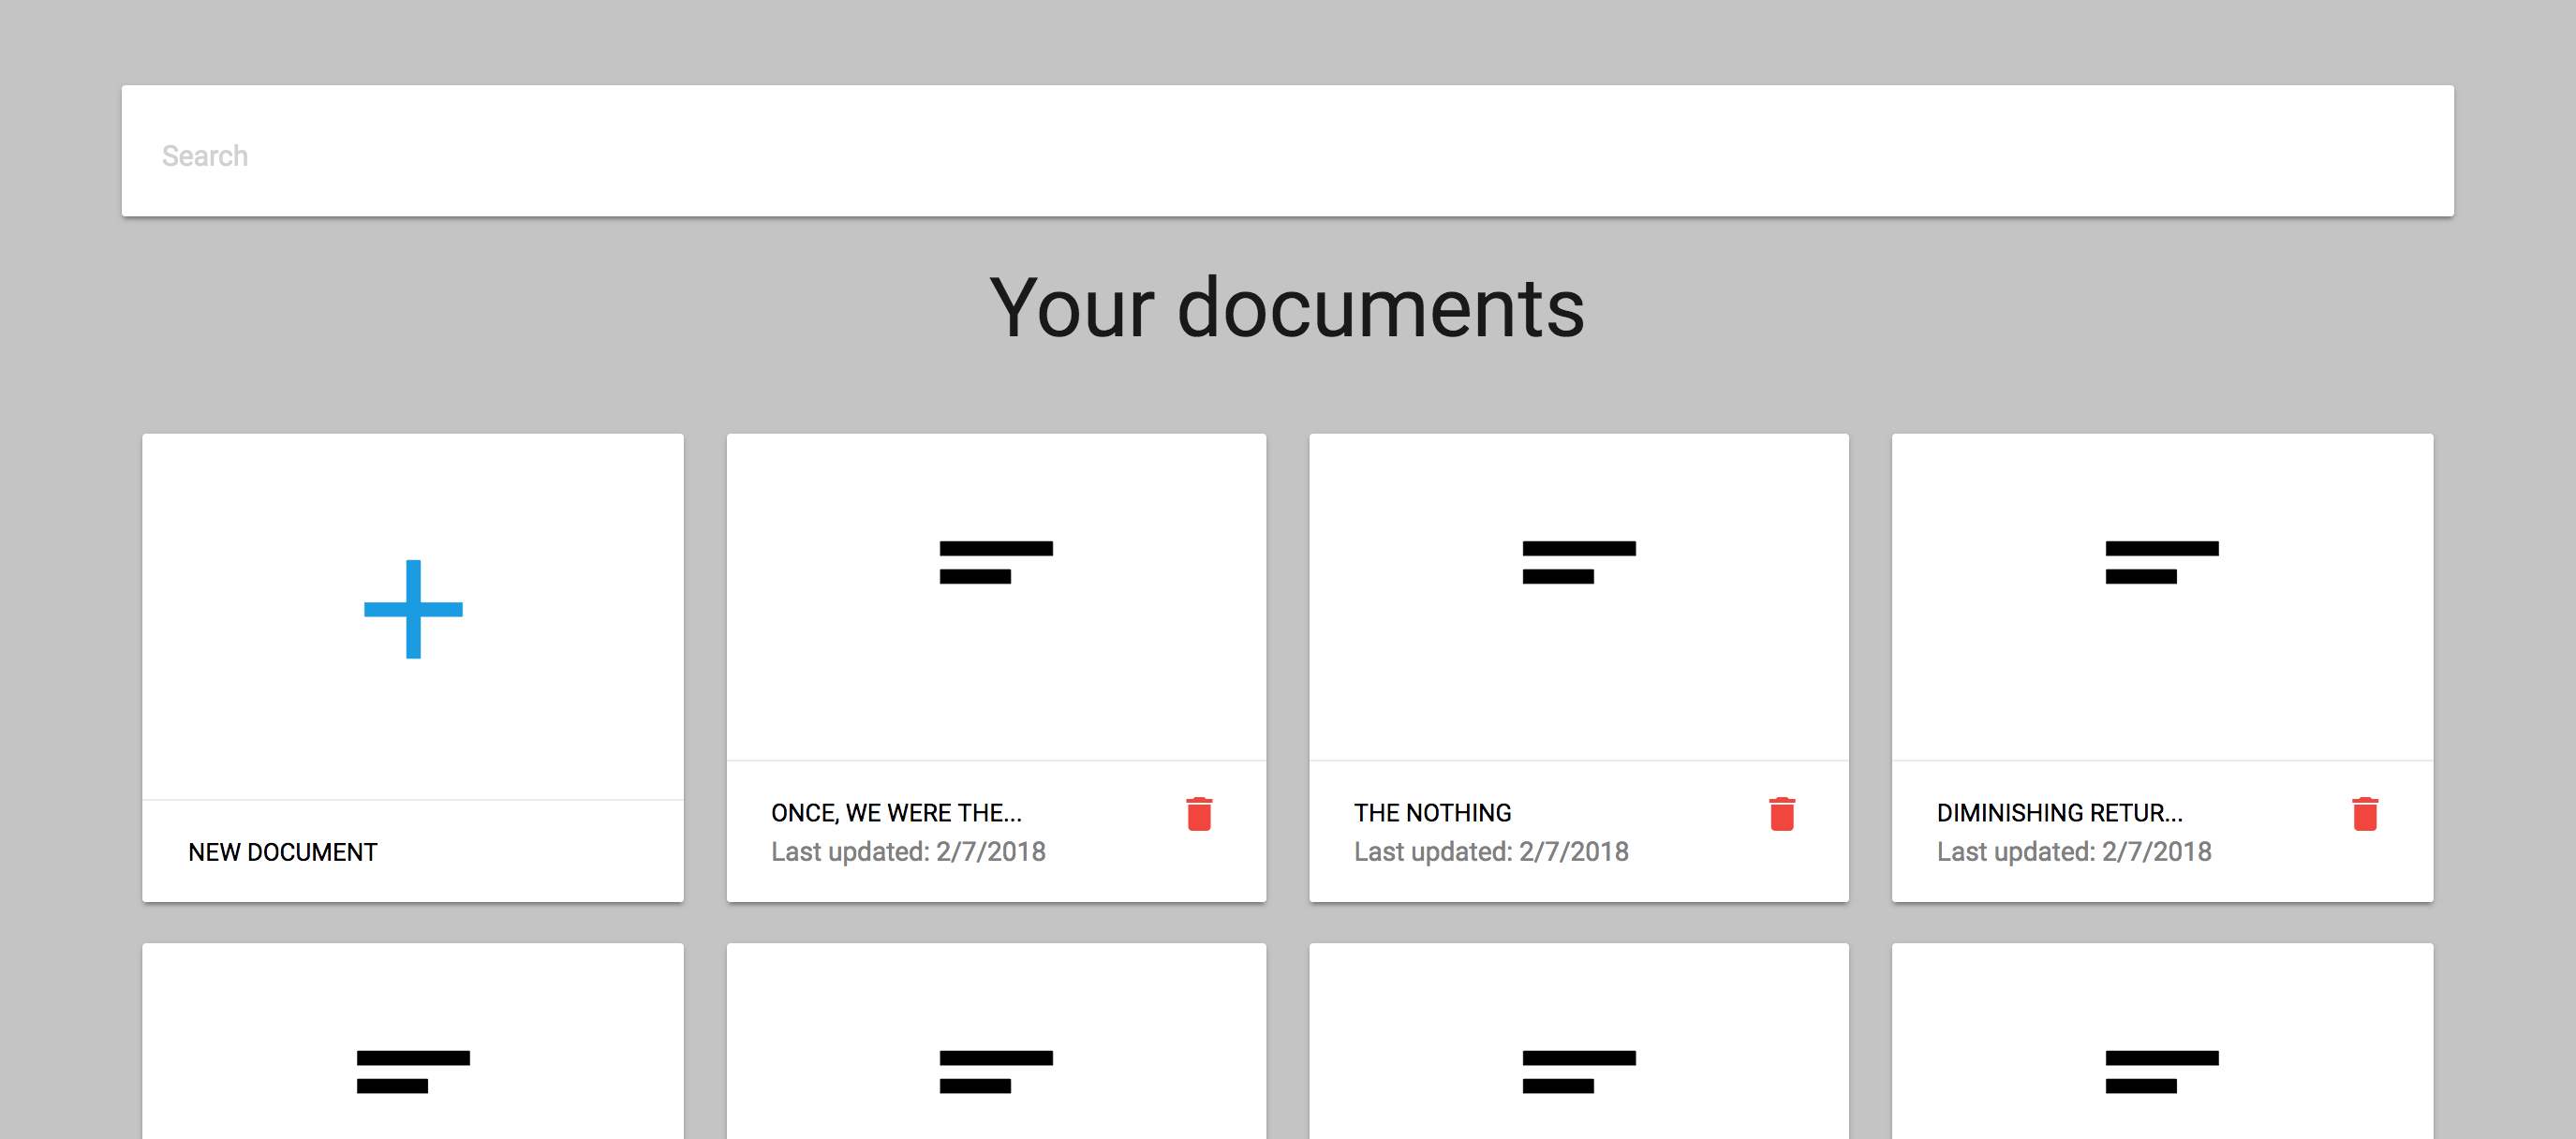 Search
Your documents
NEW DOCUMENT
ONCE, WE WERE THE...
Last updated: 2/7/2018
THE NOTHING
Last updated: 2/7/2018
DIMINISHING RETUR...
Last updated: 2/7/2018